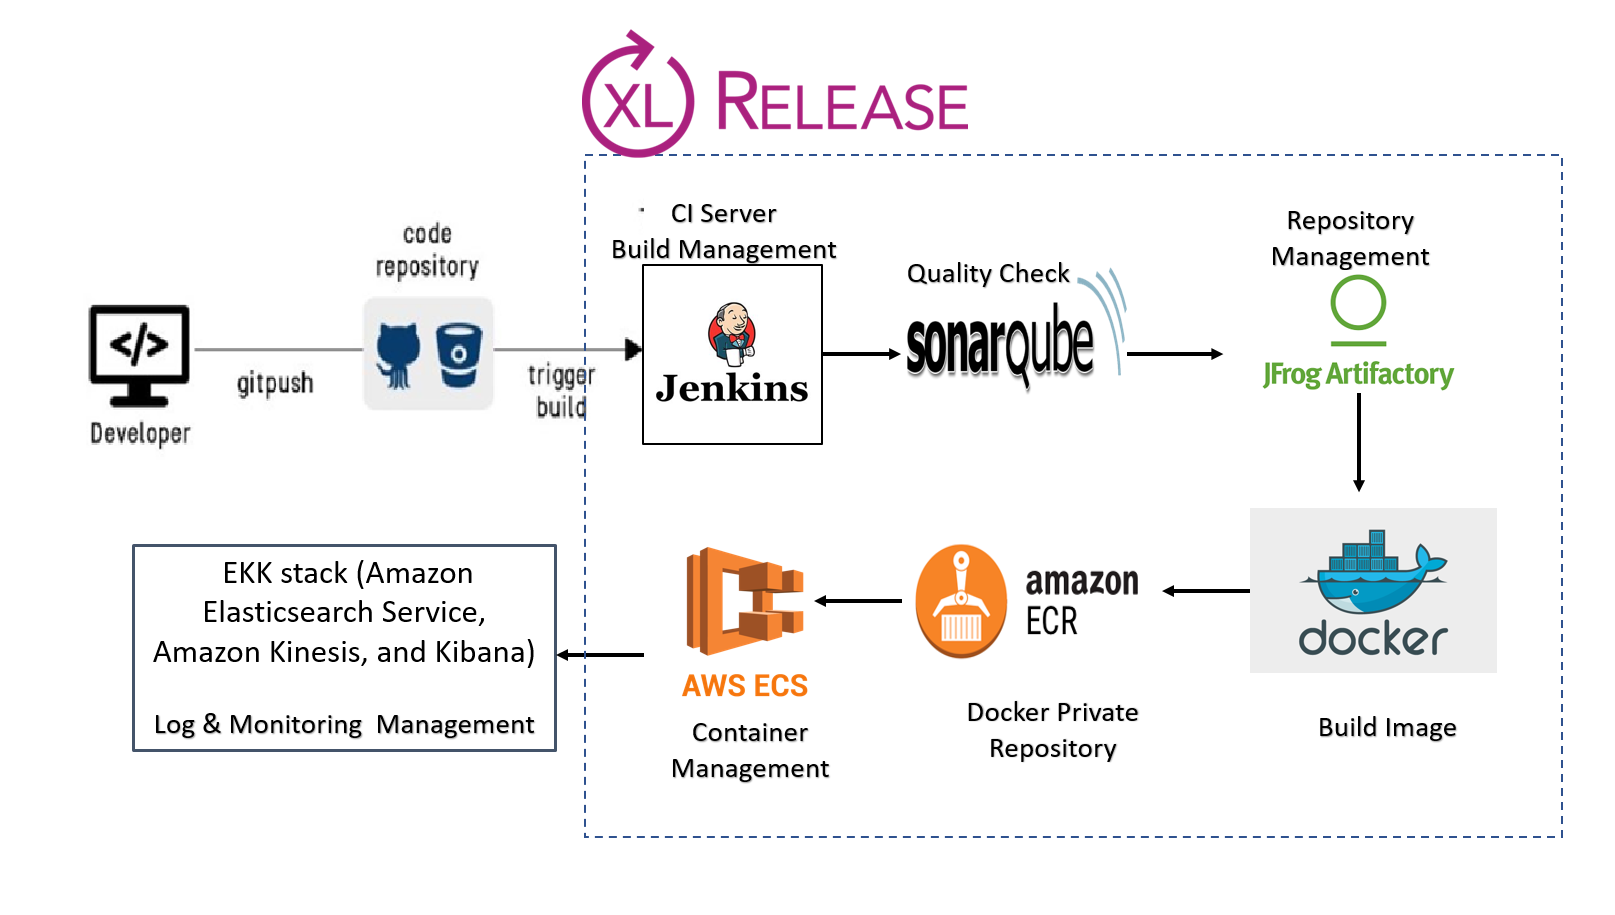 XL RELEASE
CI Server
Build Management
code
repository
Repository
Management
Quality Check
</>
sonarqube
gitpush
trigger
build
Jenkins
JFrog Artifactory
Developer
EKK stack (Amazon
Elasticsearch Service,
Amazon Kinesis, and Kibana)
Log & Monitoring Management
AWS ECS
Container
Management
amazon
ECR
Docker Private
Repository
docker
Build Image